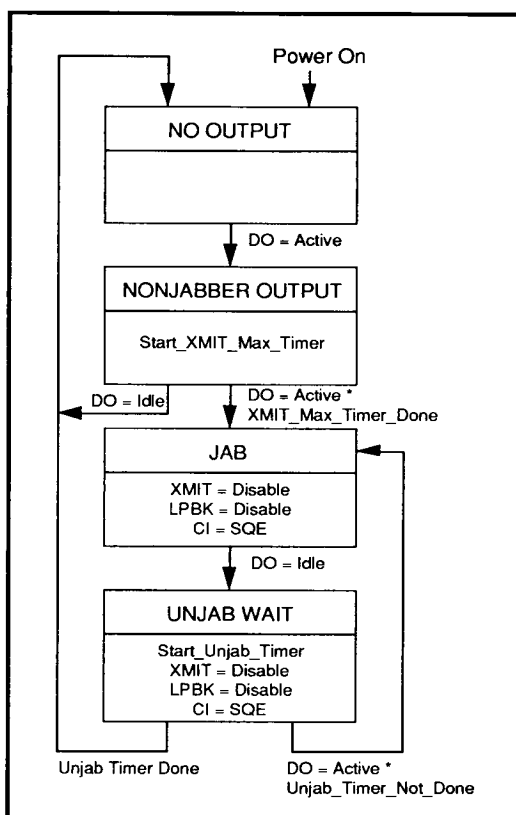 Power On
NO OUTPUT
DO = Active
NONJABBER OUTPUT
Start_XMIT_Max_Timer
DO = Idle
DO = Active *
XMIT_Max_Timer_Done
JAB
XMIT = Disable
LPBK = Disable
CI = SQE
DO = Idle
UNJAB WAIT
Start_Unjab_Timer
XMIT = Disable
LPBK = Disable
CI = SQE
Unjab Timer Done
DO = Active *
Unjab_Timer_Not_Done